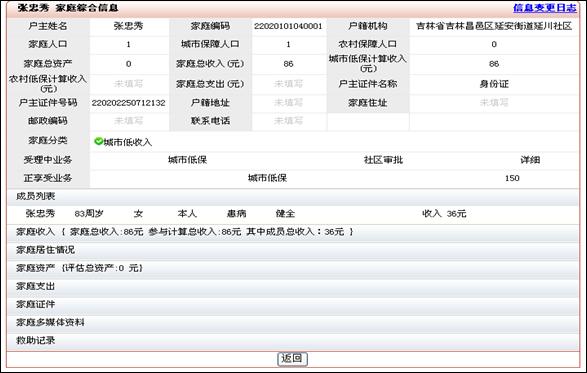 张忠秀 家庭综合信息 信息变更日志
户主姓名 张忠秀 家庭编码 22020101040001 户籍机构 吉林省吉林昌邑区延安街道延川社区
家庭人口 1 城市保障人口 1 农村保障人口 0
家庭总资产 0 家庭总收入(元) 86 城市低保计算收入(元) 86
农村低保计算收入(元) 未填写 家庭总支出(元) 未填写 户主证件名称 身份证
户主证件号码 220202250712132 户籍地址 未填写 家庭住址 未填写
邮政编码 未填写 联系电话 未填写
家庭分类 城市低收入
受理中业务 城市低保 社区审批 详细
正享受业务 城市低保 150
成员列表
张忠秀 83周岁 女 本人 患病 健全 收入 36元
家庭收入 { 家庭总收入:86元 参与计算总收入:86元 其中成员总收入：36元 }
家庭居住情况
家庭资产 {评估总资产:0 元}
家庭支出
家庭证件
家庭多媒体资料
救助记录
返回